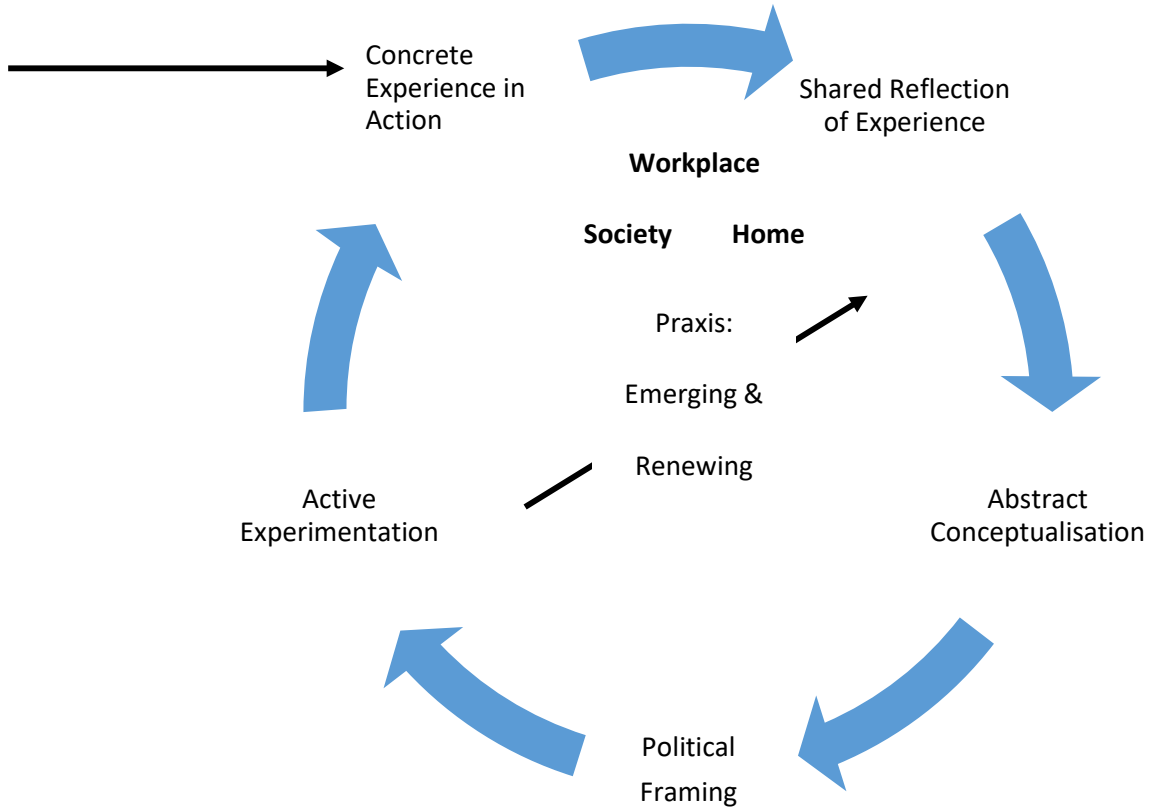 Concrete
Experience in
Action
Shared Reflection
of Experience
Workplace
Society Home
Praxis:
Emerging &
Renewing
Abstract
Conceptualisation
Political
Framing
Active
Experimentation